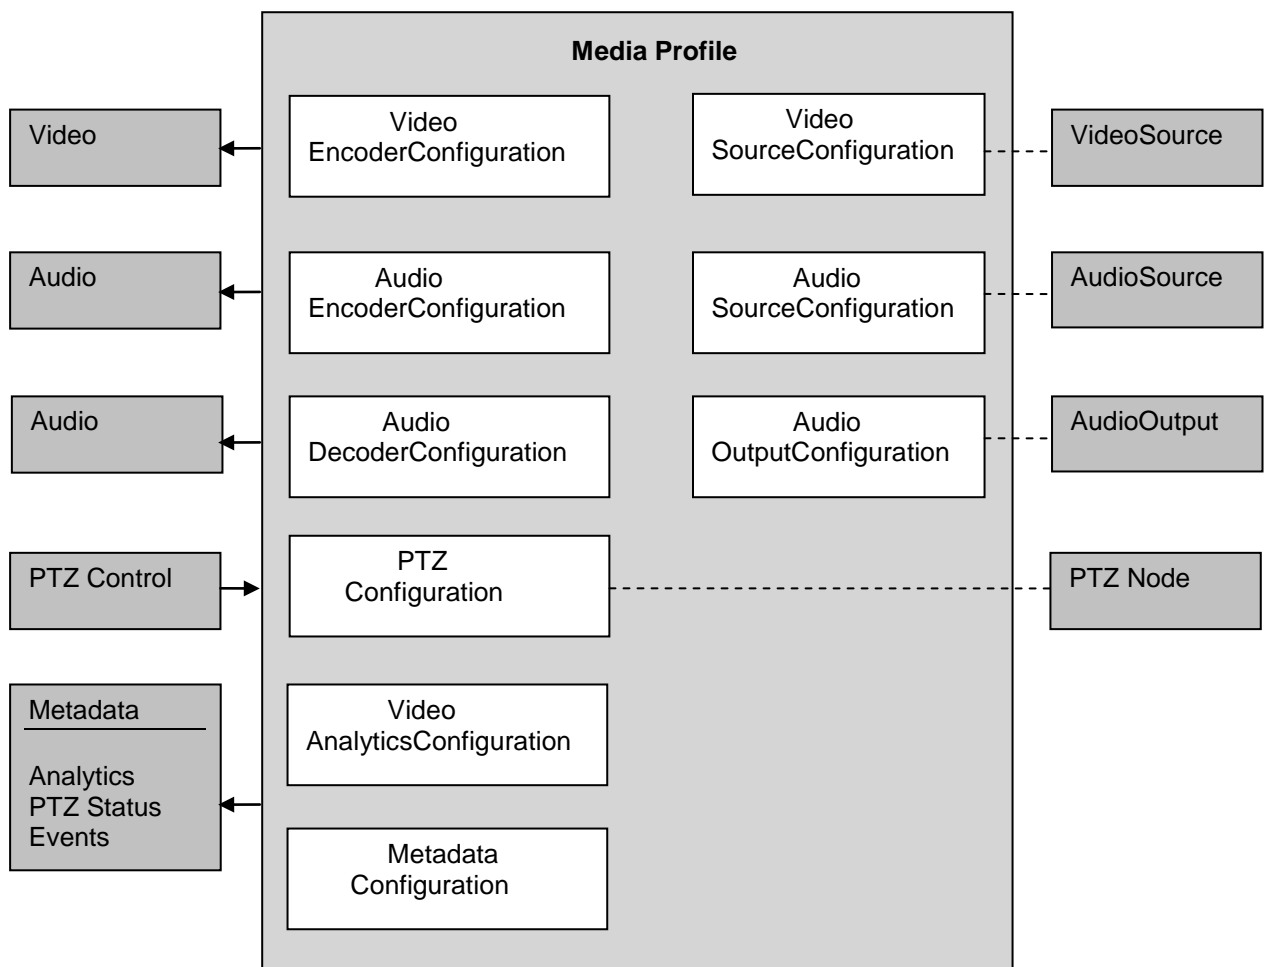 Media Profile
Video
Video
EncoderConfiguration
Video
SourceConfiguration
VideoSource
Audio
Audio
EncoderConfiguration
Audio
SourceConfiguration
AudioSource
Audio
Audio
DecoderConfiguration
Audio
OutputConfiguration
AudioOutput
PTZ Control
PTZ
Configuration
PTZ Node
Metadata
Analytics
PTZ Status
Events
Video
AnalyticsConfiguration
Metadata
Configuration